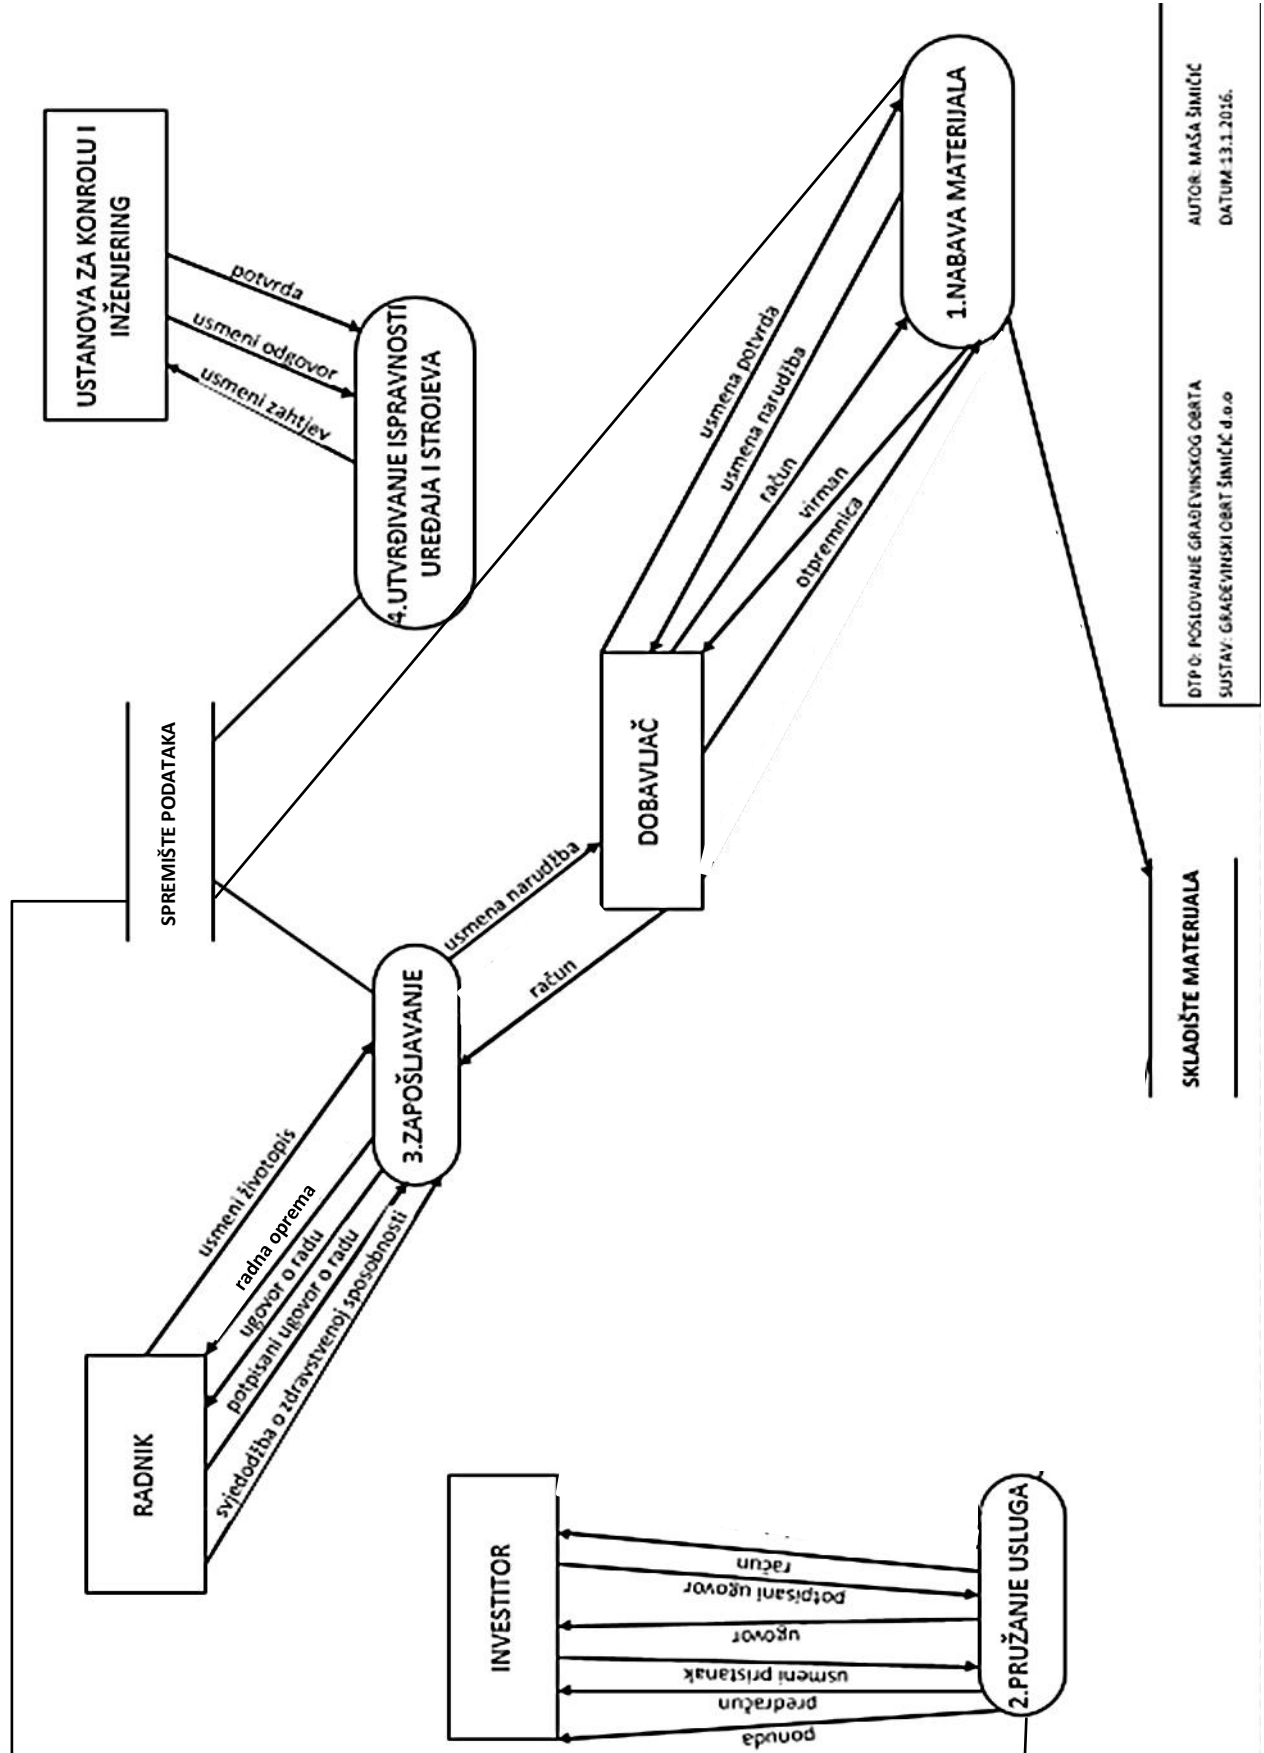 USTANOVA ZA KONROLU I
INŽENJERING
potvrda
usmeni odgovor
usmeni zahtjev
4.UTVRĐIVANJE ISPRAVNOSTI
UREĐAJA I STROJEVA
SPREMIŠTE PODATAKA
1.NABAVA MATERIJALA
usmena potvrda
usmena narudžba
račun
virman
otpremnica
DOBAVLJAČ
usmena narudžba
račun
3.ZAPOŠLJAVANJE
usmeni životopis
radna oprema
ugovor o radu
potpisani ugovor o radu
svjedodžba o zdravstvenoj sposobnosti
RADNIK
INVESTITOR
račun
potpisani ugovor
ugovor
usmeni pristanak
predračun
ponuda
2.PRUŽANJE USLUGA
SKLADIŠTE MATERIJALA
DTP 0: POSLOVANJE GRAĐEVINSKOG OBRTA
AUTOR: MAŠA ŠIMIČIĆ
SUSTAV: GRAĐEVINSKI OBRT ŠIMIČIĆ d.o.o
DATUM:13.1.2016.